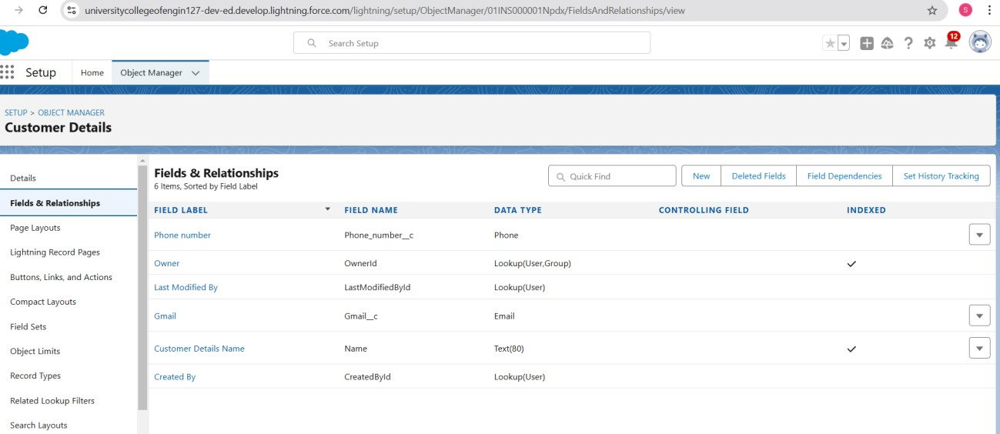 universitycollegeofengin127-dev-ed.develop.lightning.force.com/lightning/setup/ObjectManager/01INS000001Npdx/FieldsAndRelationships/view
S
Search Setup
12
Setup Home Object Manager
SETUP > OBJECT MANAGER
Customer Details
Details
Fields & Relationships
Page Layouts
Lightning Record Pages
Buttons, Links, and Actions
Compact Layouts
Field Sets
Object Limits
Record Types
Related Lookup Filters
Search Layouts
Fields & Relationships
6 Items, Sorted by Field Label
Quick Find New Deleted Fields Field Dependencies Set History Tracking
FIELD LABEL FIELD NAME DATA TYPE CONTROLLING FIELD INDEXED
Phone number Phone_number__c Phone
Owner OwnerId Lookup(User,Group)
Last Modified By LastModifiedById Lookup(User)
Gmail Gmail__c Email
Customer Details Name Name Text(80)
Created By CreatedById Lookup(User)